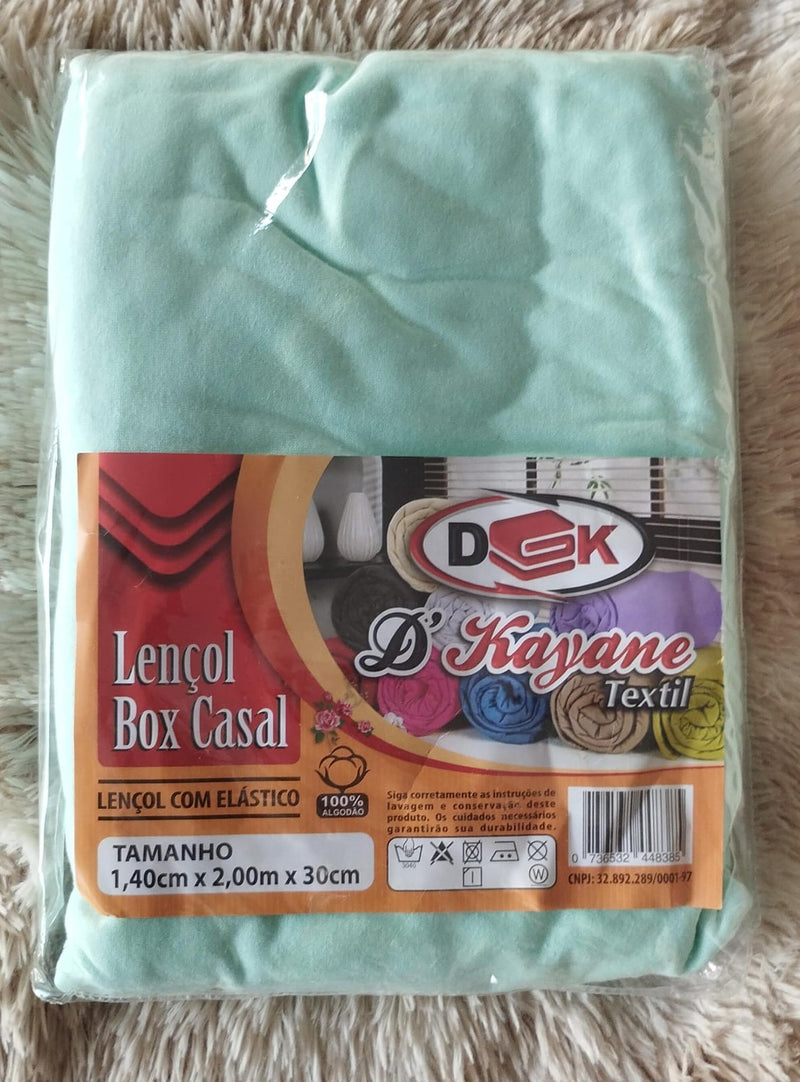 DEK
D' Kayane
Textil
Lençol
Box Casal
LENÇOL COM ELÁSTICO
100%
ALGODÃO
Siga corretamente as instruções de
lavagem e conservação deste
produto. Os cuidados necessários
garantirão sua durabilidade.
TAMANHO
1,40cm x 2,00m x 30cm
3040
W
0 736532 448385
CNPJ: 32.892.289/0001-97